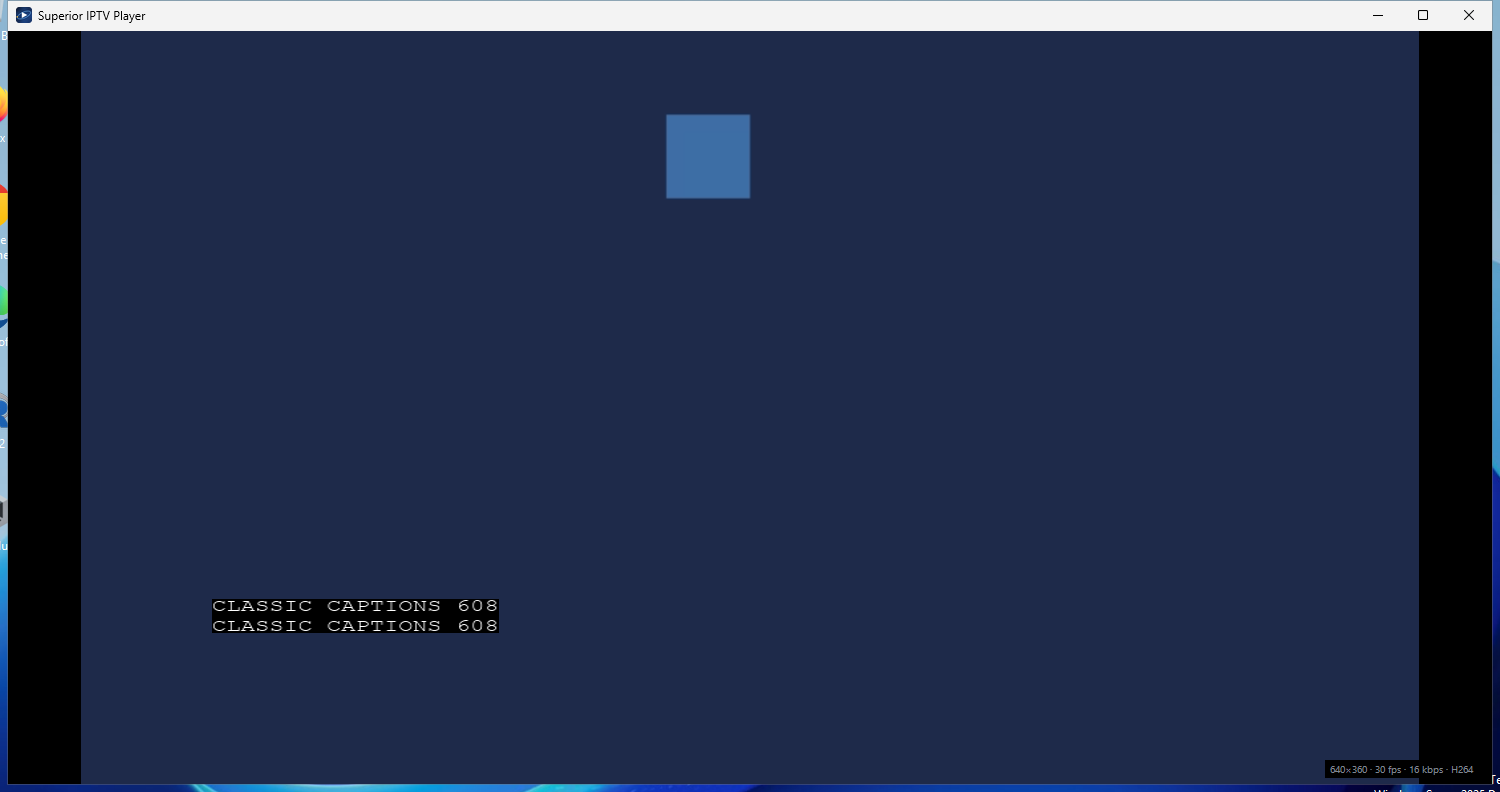 Superior IPTV Player
CLASSIC CAPTIONS 608
CLASSIC CAPTIONS 608
640×360 · 30 fps · 16 kbps · H264